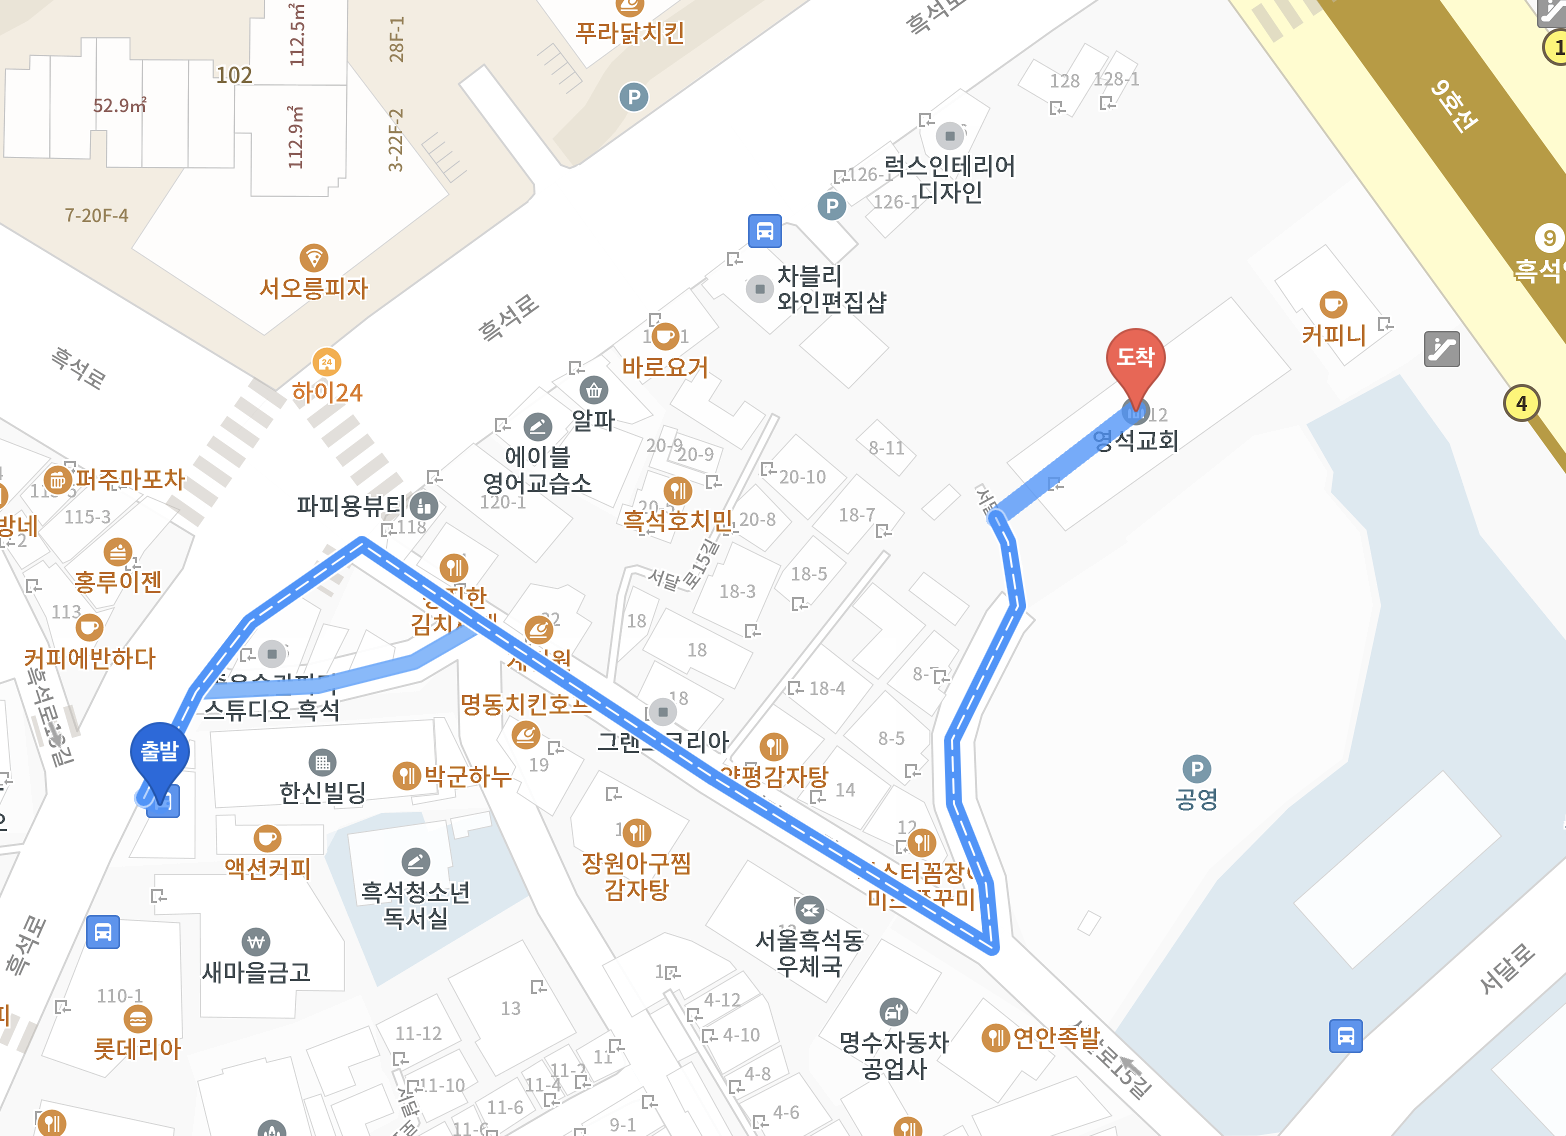 푸라닭치킨
흑석로
28F-1
112.5㎡
102
52.9㎡
112.9㎡
3-22F-2
7-20F-4
서오릉피자
흑석로
흑석로
하이24
24
P
P
럭스인테리어
디자인
126-1
126-1
128
128-1
9호선
1
9
차블리
와인편집샵
바로요거
알파
에이블
영어교습소
120-1
118
파피용뷰티
퍼주마포차
115-3
홍루이젠
113
커피에반하다
20-9
20-9
20-10
흑석호치민
20-8
8-11
18-7
서달로15길
18-5
18-3
18
18
18
18-4
8-5
도착
12
영석교회
커피니
4
스튜디오 흑석
출발
한신빌딩
박군하누
명동치킨호프
19
그랜드코리아
양평감자탕
14
12
액션커피
흑석청소년
독서실
장원아구찜
감자탕
서울흑석동
우체국
P
공영
흑석로13길
흑석로
새마을금고
110-1
롯데리아
13
11-12
11-10
11-2
11-4
11-6
11-6
11
9-1
4-12
4-10
4-8
4-6
명수자동차
공업사
연안족발
서달로15길
서달로